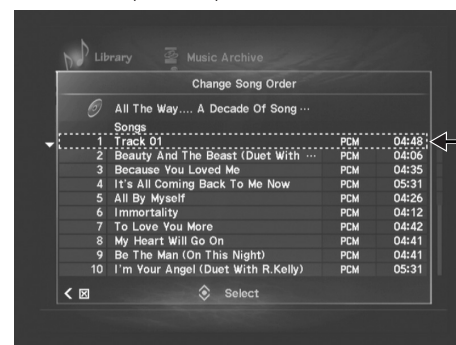 Library Music Archive
Change Song Order
All The Way.... A Decade Of Song ...
Songs
1 Track 01 PCM 04:48
2 Beauty And The Beast (Duet With ... PCM 04:06
3 Because You Loved Me PCM 04:35
4 It's All Coming Back To Me Now PCM 05:31
5 All By Myself PCM 04:26
6 Immortality PCM 04:12
7 To Love You More PCM 04:42
8 My Heart Will Go On PCM 04:41
9 Be The Man (On This Night) PCM 04:41
10 I'm Your Angel (Duet With R.Kelly) PCM 05:31
Select